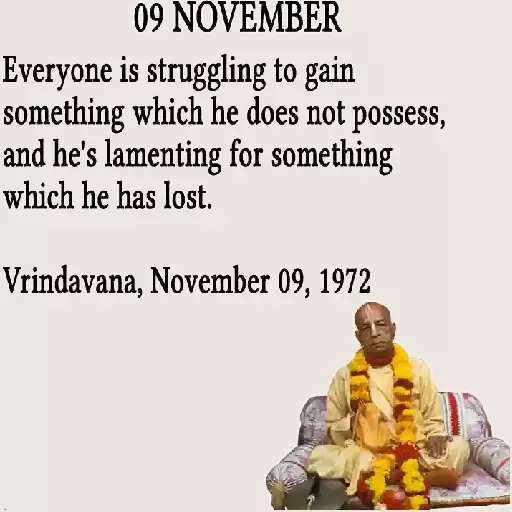 09 NOVEMBER
Everyone is struggling to gain
something which he does not possess,
and he's lamenting for something
which he has lost.
Vrindavana, November 09, 1972